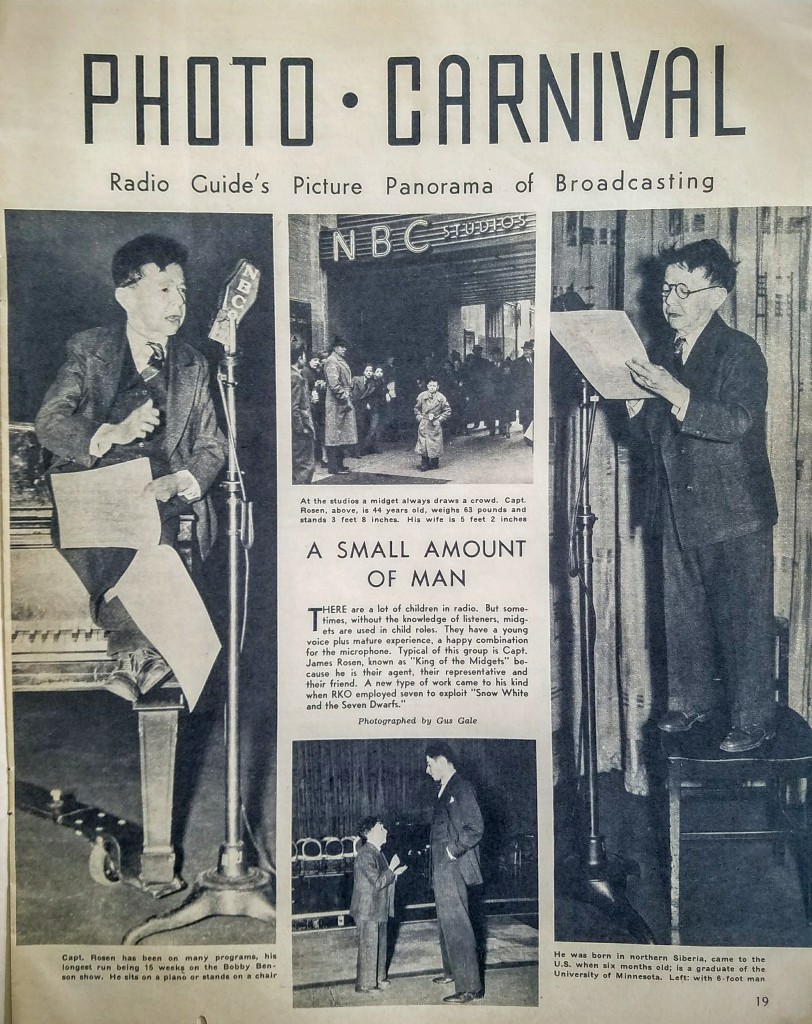 PHOTO • CARNIVAL
Radio Guide's Picture Panorama of Broadcasting
NBC
NBC STUDIOS
At the studios a midget always draws a crowd. Capt.
Rosen, above, is 44 years old, weighs 63 pounds and
stands 3 feet 8 inches. His wife is 5 feet 2 inches
A SMALL AMOUNT
OF MAN
THERE are a lot of children in radio. But some-
times, without the knowledge of listeners, midg-
ets are used in child roles. They have a young
voice plus mature experience, a happy combination
for the microphone. Typical of this group is Capt.
James Rosen, known as "King of the Midgets" be-
cause he is their agent, their representative and
their friend. A new type of work came to his kind
when RKO employed seven to exploit "Snow White
and the Seven Dwarfs."
Photographed by Gus Gale
Capt. Rosen has been on many programs, his
longest run being 15 weeks on the Bobby Ben-
son show. He sits on a piano or stands on a chair
He was born in northern Siberia, came to the
U.S. when six months old; is a graduate of the
University of Minnesota. Left: with 6-foot man
19